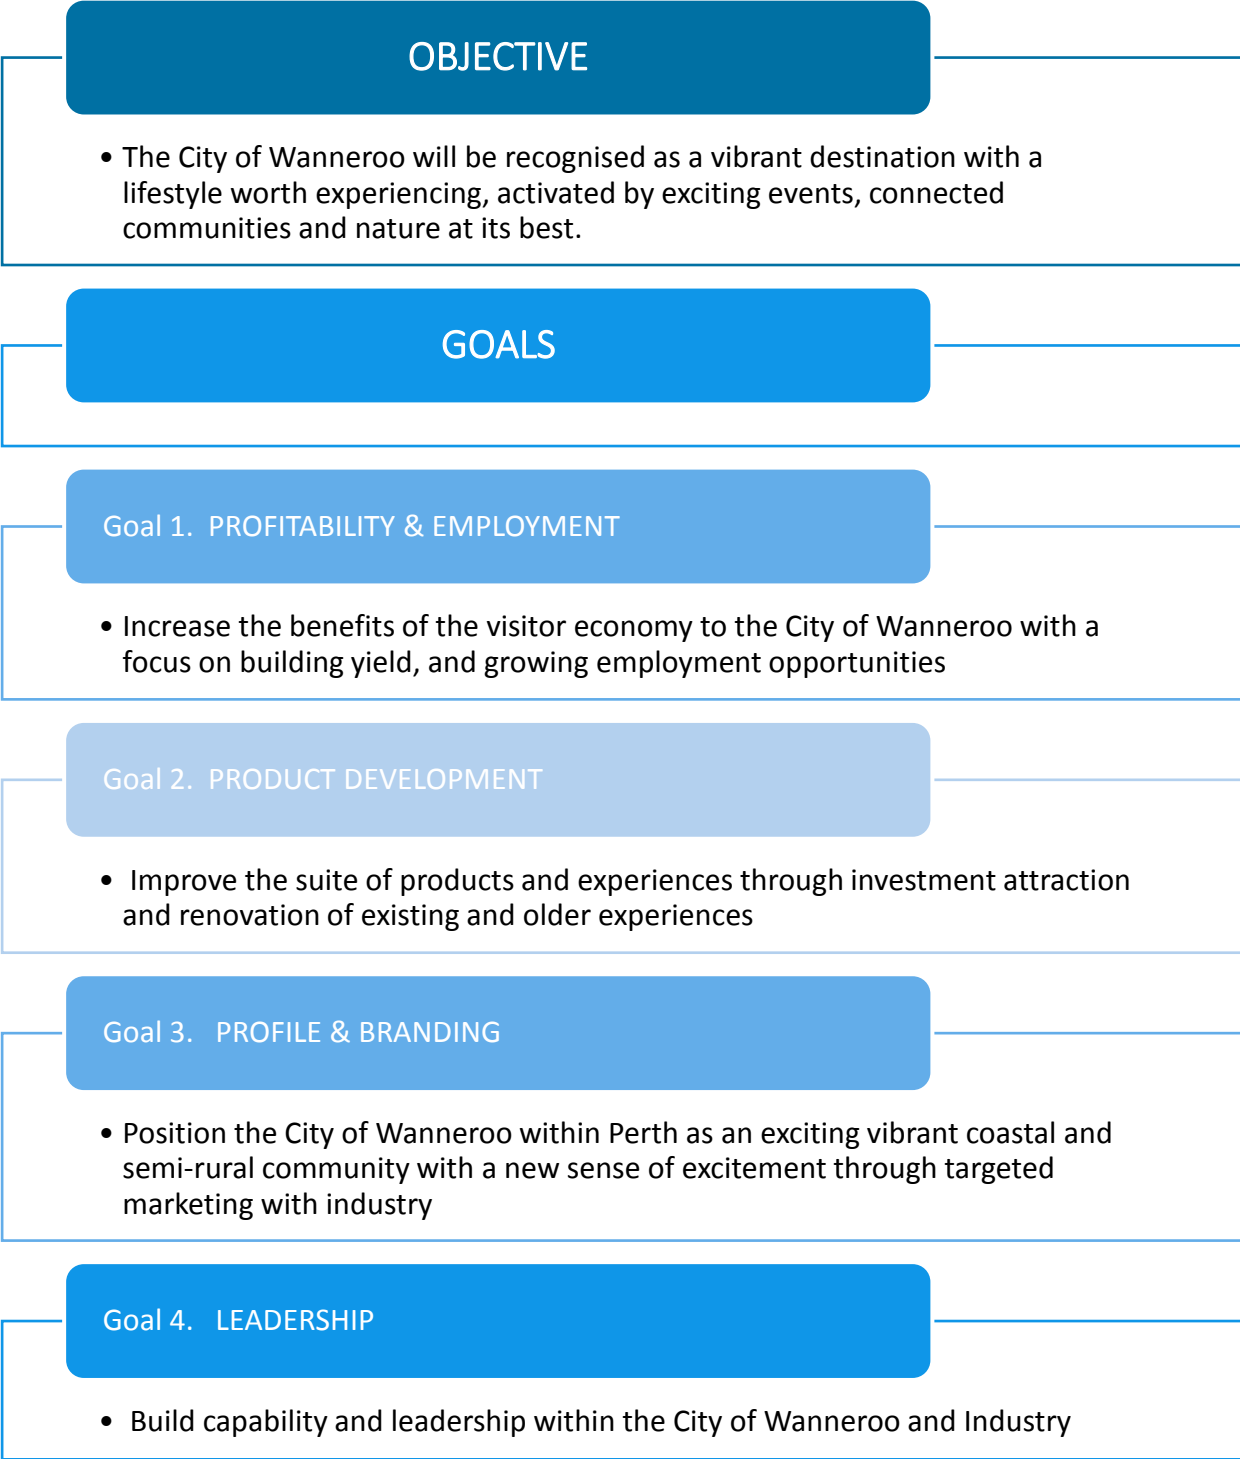 OBJECTIVE
• The City of Wanneroo will be recognised as a vibrant destination with a
lifestyle worth experiencing, activated by exciting events, connected
communities and nature at its best.
GOALS
Goal 1.  PROFITABILITY & EMPLOYMENT
• Increase the benefits of the visitor economy to the City of Wanneroo with a
focus on building yield, and growing employment opportunities
Goal 2.  PRODUCT DEVELOPMENT
•  Improve the suite of products and experiences through investment attraction
and renovation of existing and older experiences
Goal 3.   PROFILE & BRANDING
• Position the City of Wanneroo within Perth as an exciting vibrant coastal and
semi-rural community with a new sense of excitement through targeted
marketing with industry
Goal 4.   LEADERSHIP
•  Build capability and leadership within the City of Wanneroo and Industry